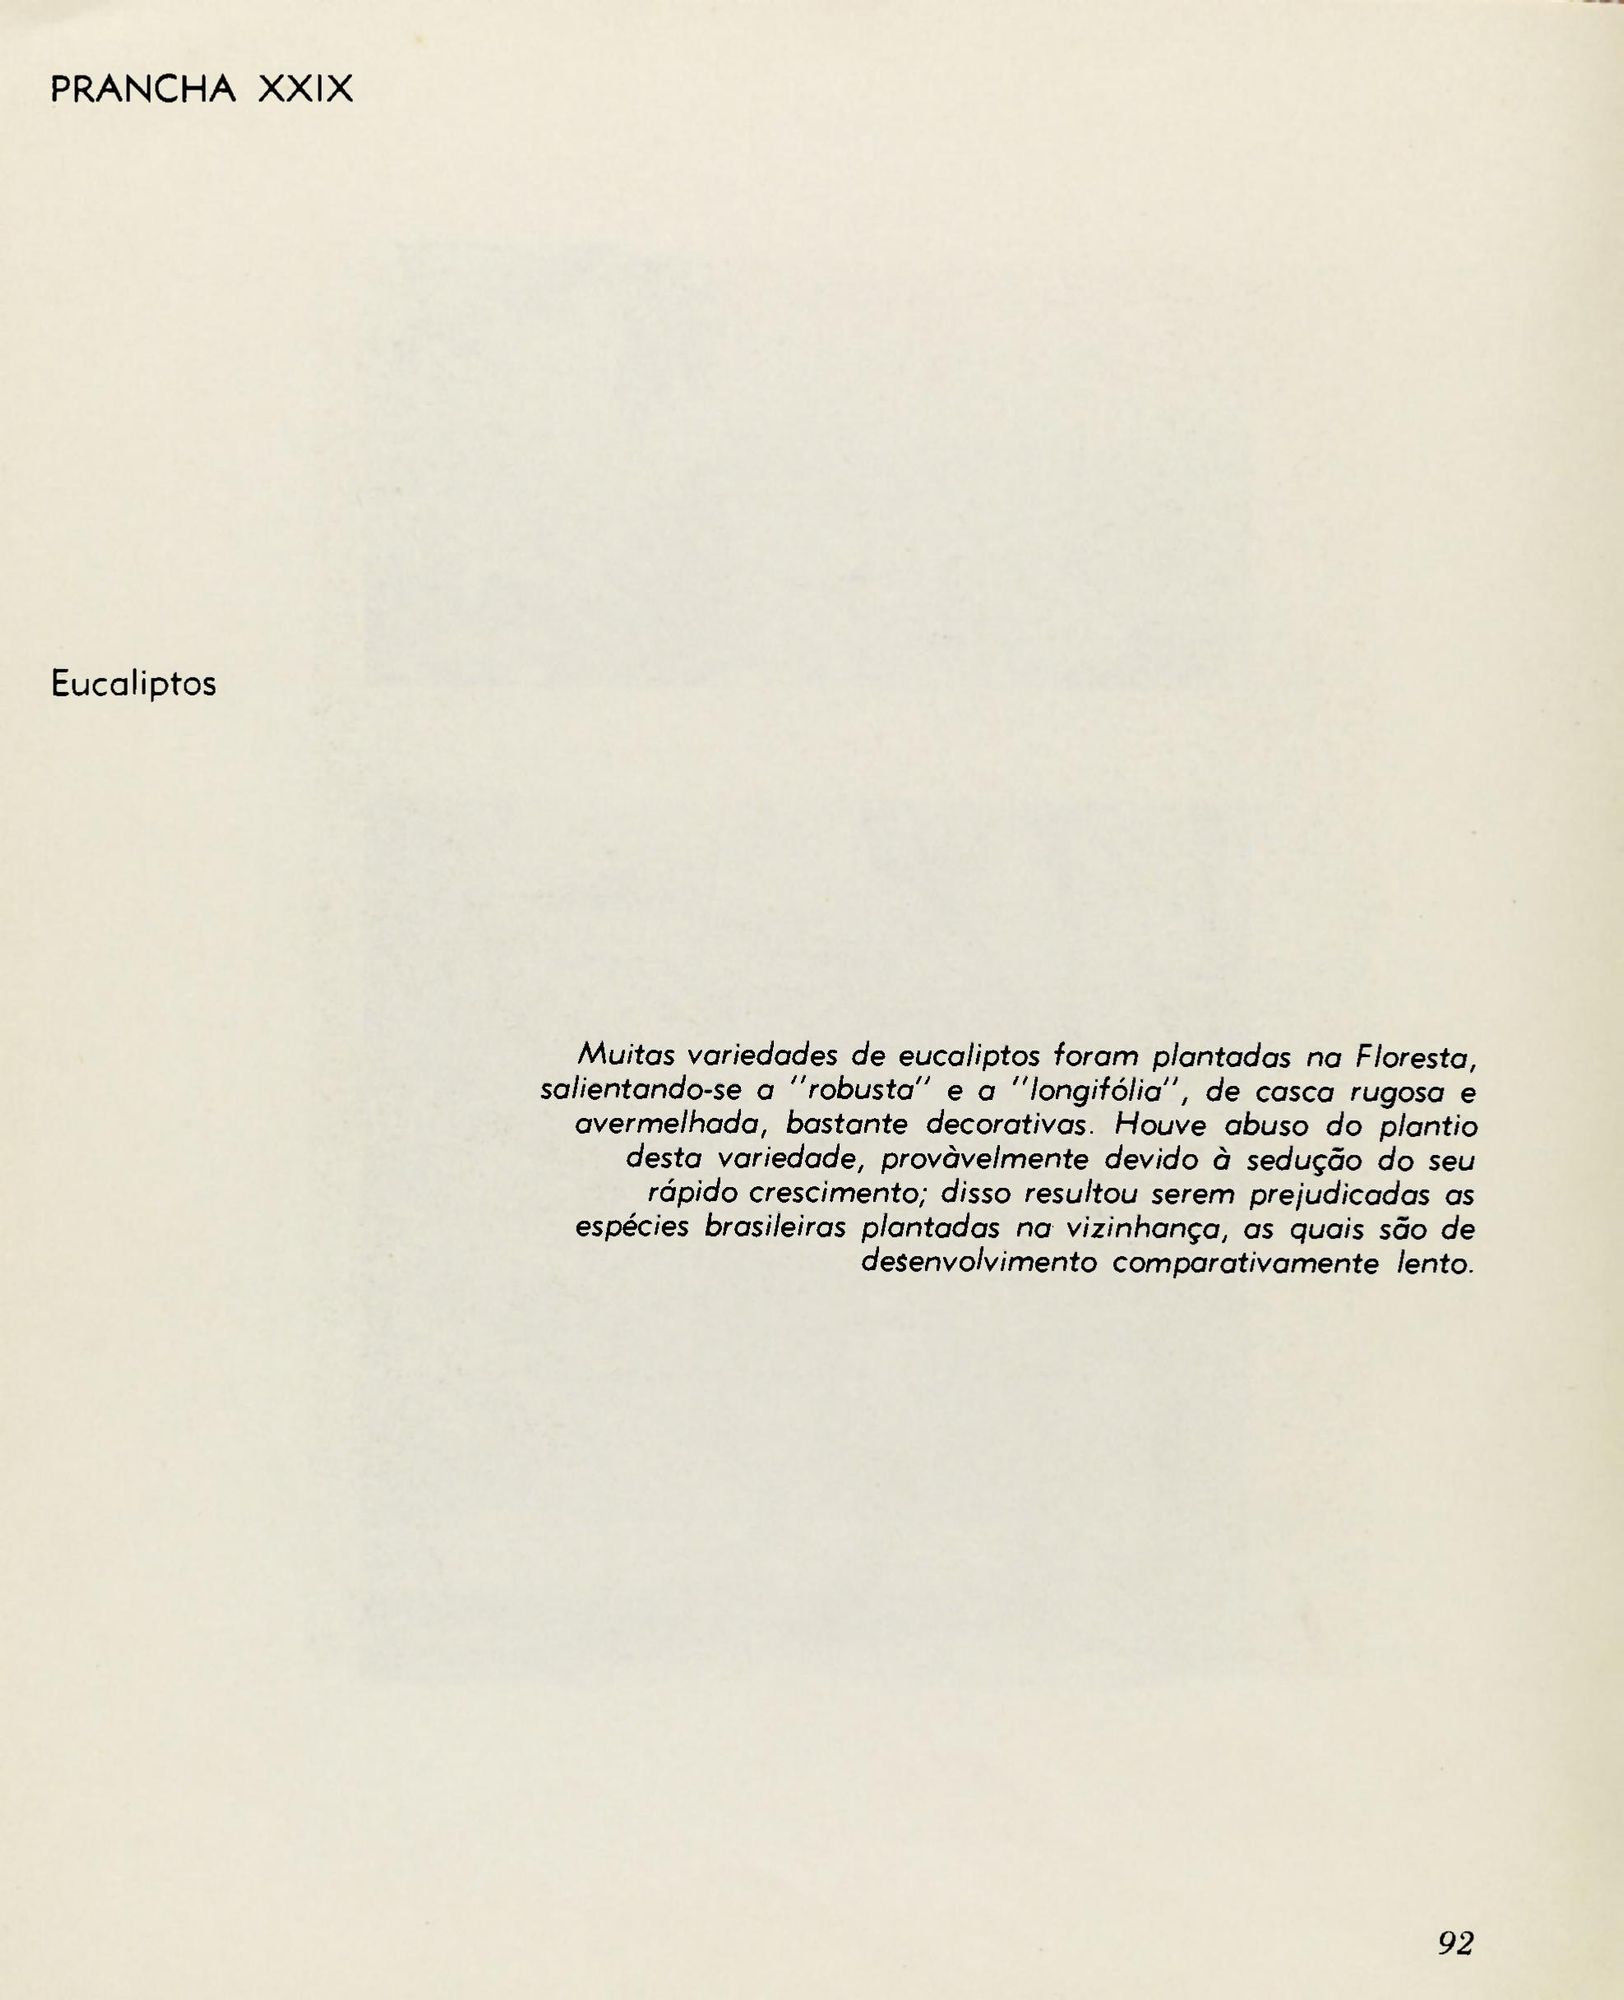 PRANCHA XXIX
Eucaliptos
Muitas variedades de eucaliptos foram plantadas na Floresta,
salientando-se a "robusta" e a "longifólia", de casca rugosa e
avermelhada, bastante decorativas. Houve abuso do plantio
desta variedade, provàvelmente devido à sedução do seu
rápido crescimento; disso resultou serem prejudicadas as
espécies brasileiras plantadas na vizinhança, as quais são de
desenvolvimento comparativamente lento.
92